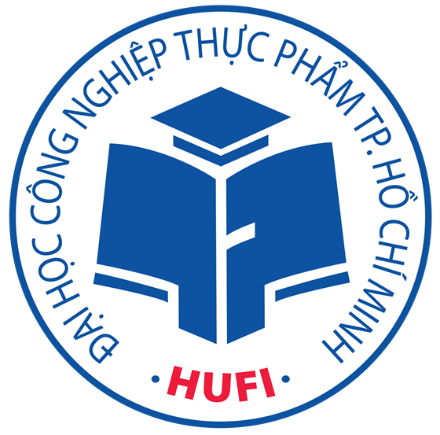 ĐẠI HỌC CÔNG NGHIỆP THỰC PHẨM TP. HỒ CHÍ MINH
• HUFI •